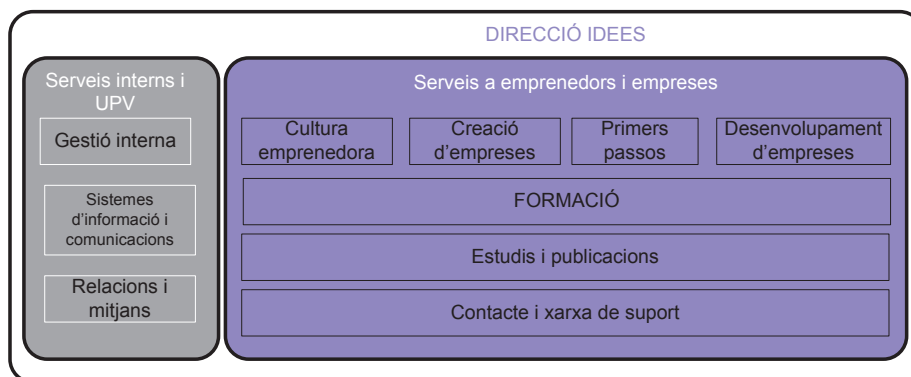 DIRECCIÓ IDEES
Serveis interns i
UPV
Gestió interna
Sistemes
d'informació i
comunicacions
Relacions i
mitjans
Serveis a emprenedors i empreses
Cultura
emprenedora
Creació
d'empreses
Primers
passos
Desenvolupament
d'empreses
FORMACIÓ
Estudis i publicacions
Contacte i xarxa de suport